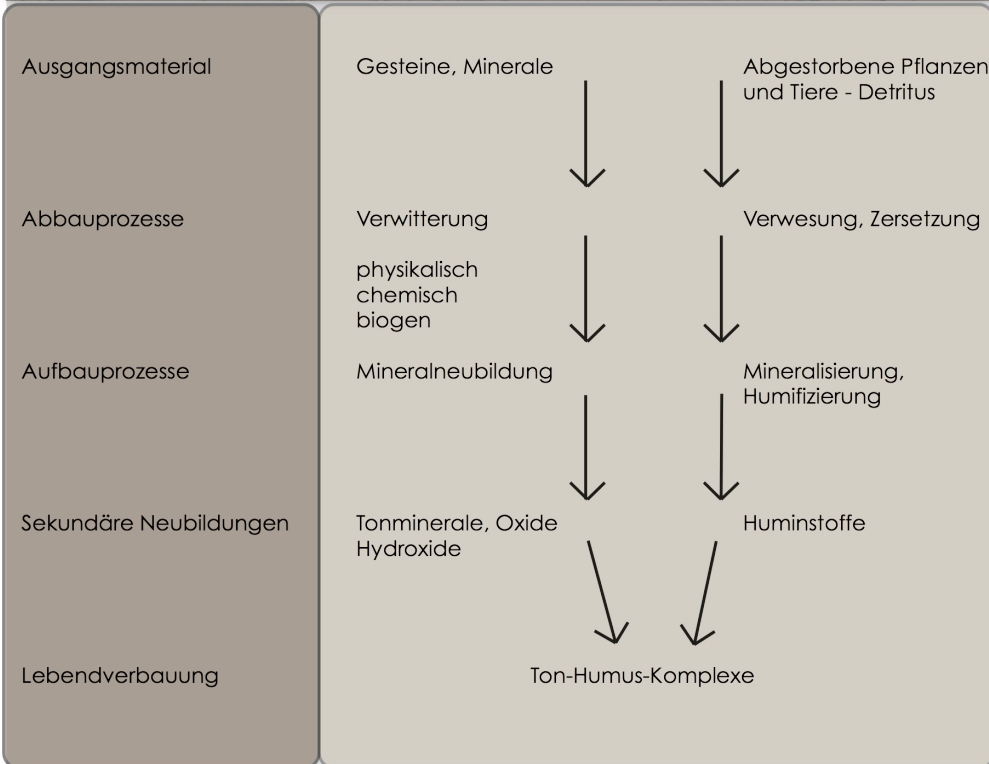 Ausgangsmaterial
Gesteine, Minerale
Abgestorbene Pflanzen
und Tiere - Detritus
Abbauprozesse
Verwitterung
physikalisch
chemisch
biogen
Verwesung, Zersetzung
Aufbauprozesse
Mineralneubildung
Mineralisierung,
Humifizierung
Sekundäre Neubildungen
Tonminerale, Oxide
Hydroxide
Huminstoffe
Lebendverbauung
Ton-Humus-Komplexe